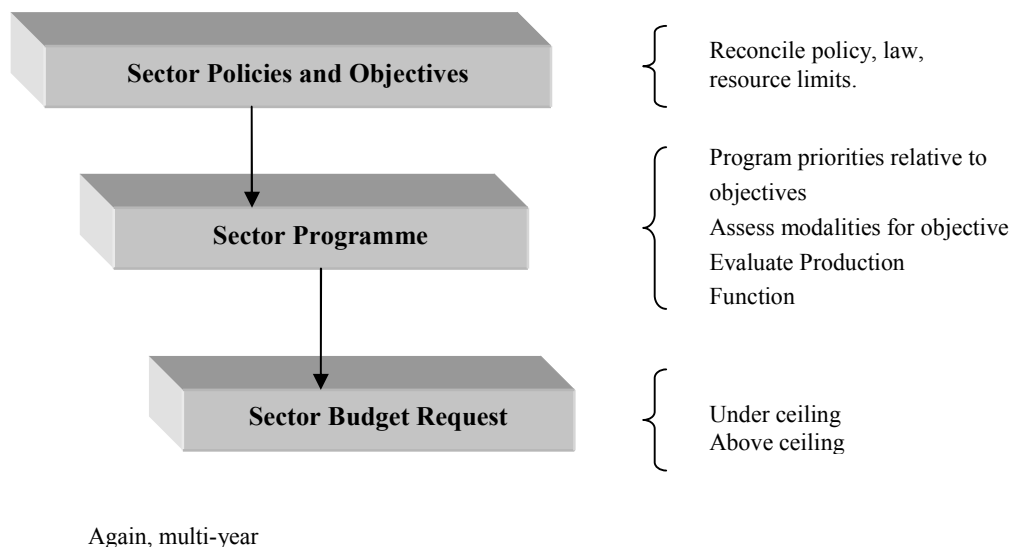 Sector Policies and Objectives
Reconcile policy, law,
resource limits.
Sector Programme
Program priorities relative to
objectives
Assess modalities for objective
Evaluate Production
Function
Sector Budget Request
Under ceiling
Above ceiling
Again, multi-year